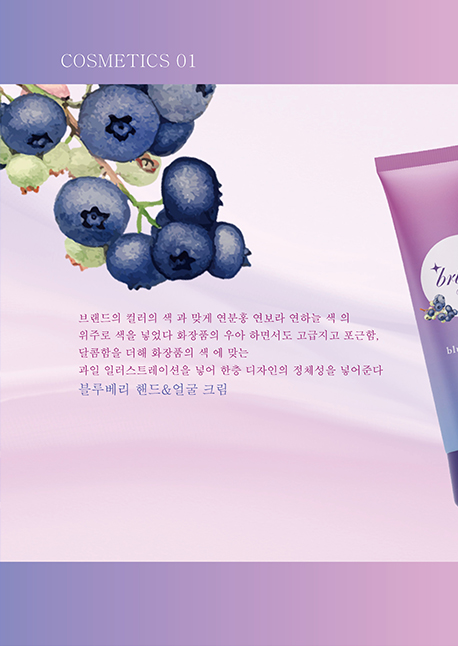 COSMETICS 01
브랜드의 컬러의 색 과 맞게 연분홍 연보라 연하늘 색 의
위주로 색을 넣었다 화장품의 우아 하면서도 고급지고 포근함,
달콤함을 더해 화장품의 색 에 맞는
과일 일러스트레이션을 넣어 한층 디자인의 정체성을 넣어준다
블루베리 핸드&얼굴 크림